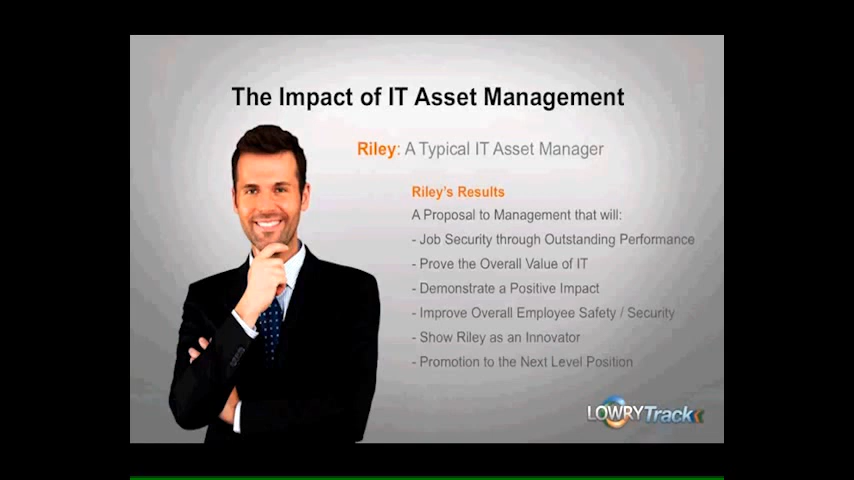 The Impact of IT Asset Management
Riley: A Typical IT Asset Manager
Riley's Results
A Proposal to Management that will:
- Job Security through Outstanding Performance
- Prove the Overall Value of IT
- Demonstrate a Positive Impact
- Improve Overall Employee Safety / Security
- Show Riley as an Innovator
- Promotion to the Next Level Position
LOWRYTrack